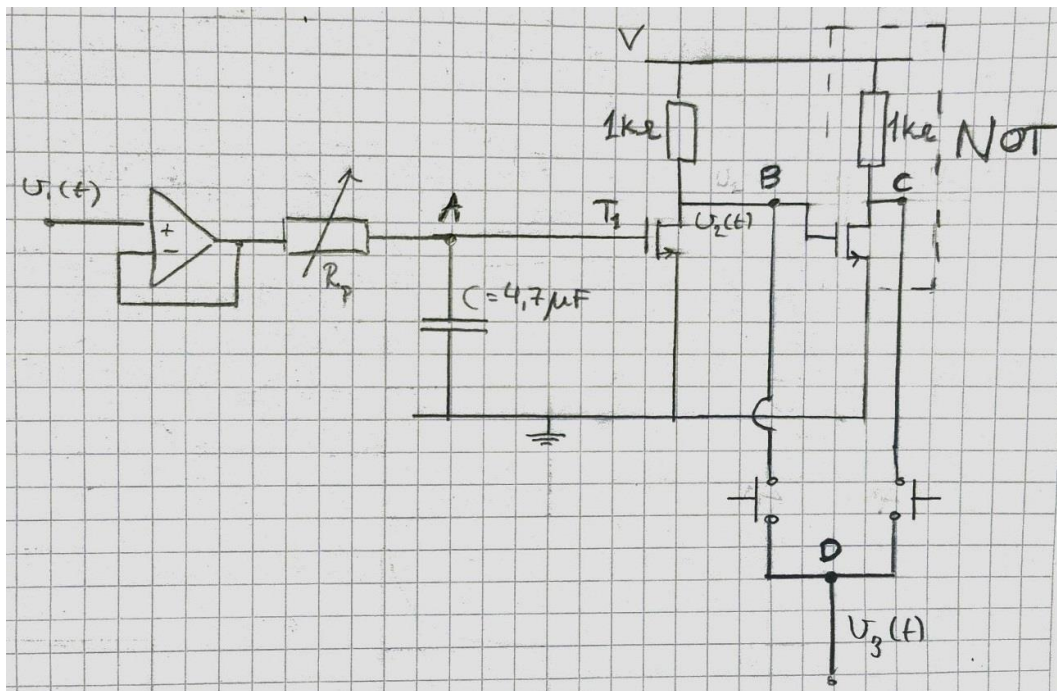 V
1kΩ
1kΩ
NOT
U₁(t)
+
−
Rp
A
C=4,7µF
T₁
U₂(t)
B
C
D
U₃(t)